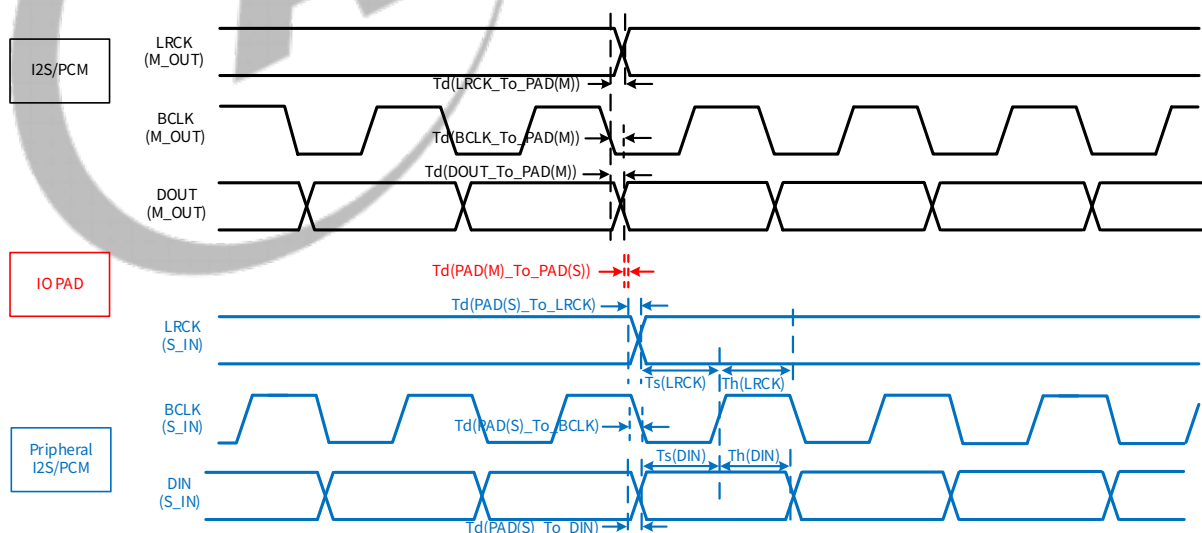 LRCK
(M_OUT)
I2S/PCM
Td(LRCK_To_PAD(M))
BCLK
(M_OUT)
Td(BCLK_To_PAD(M))
Td(DOUT_To_PAD(M))
DOUT
(M_OUT)
IO PAD
Td(PAD(M)_To_PAD(S))
Td(PAD(S)_To_LRCK)
LRCK
(S_IN)
Ts(LRCK) Th(LRCK)
BCLK
(S_IN)
Td(PAD(S)_To_BCLK)
Pripheral
I2S/PCM
Ts(DIN) Th(DIN)
DIN
(S_IN)
Td(PAD(S)_To_DIN)